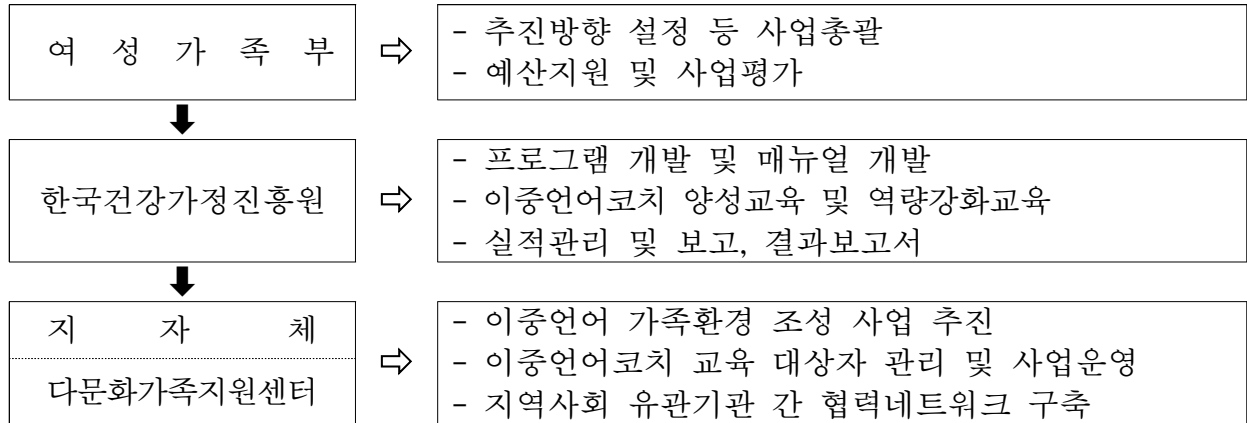 여 성 가 족 부
⇨
- 추진방향 설정 등 사업총괄
- 예산지원 및 사업평가
한국건강가정진흥원
⇨
- 프로그램 개발 및 매뉴얼 개발
- 이중언어코치 양성교육 및 역량강화교육
- 실적관리 및 보고, 결과보고서
지 자 체
다문화가족지원센터
⇨
- 이중언어 가족환경 조성 사업 추진
- 이중언어코치 교육 대상자 관리 및 사업운영
- 지역사회 유관기관 간 협력네트워크 구축